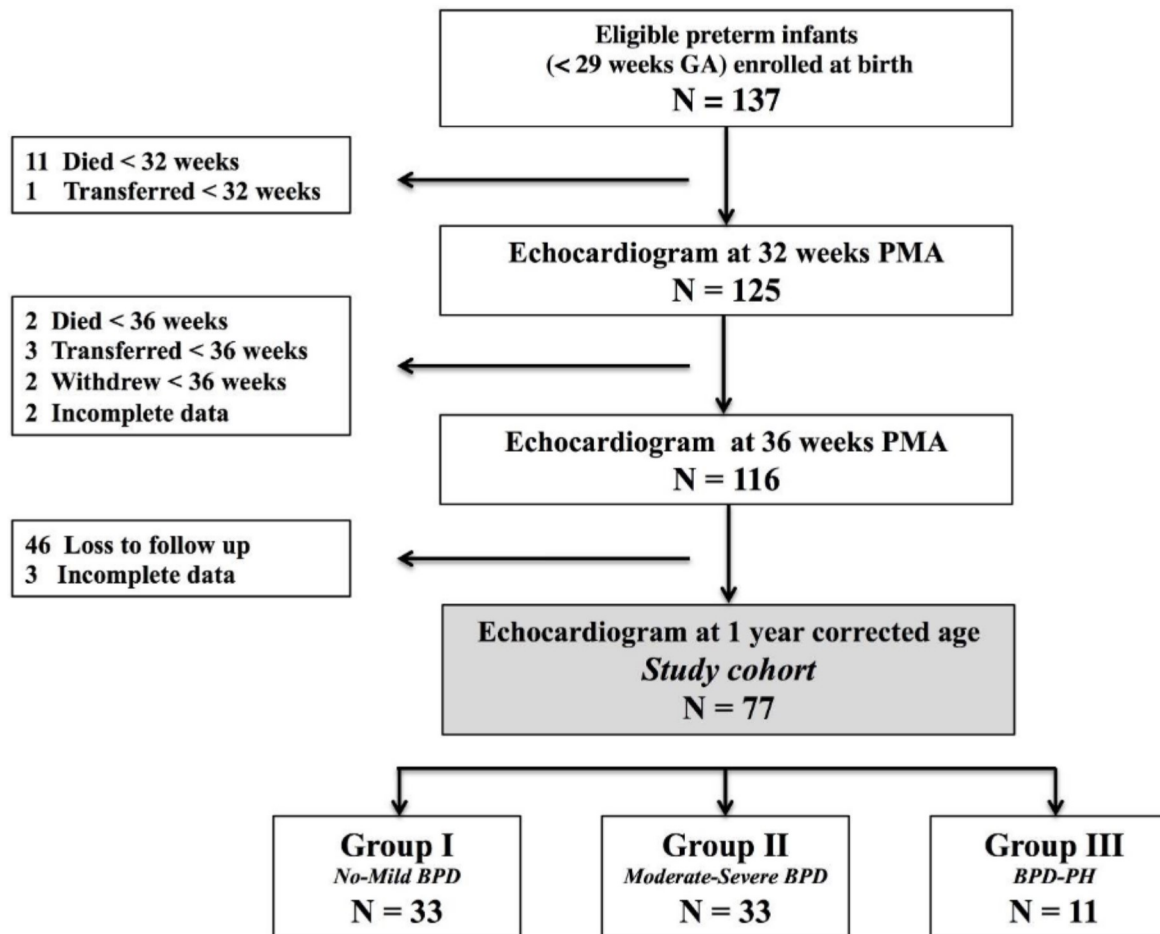 Eligible preterm infants
(< 29 weeks GA) enrolled at birth
N = 137
11 Died < 32 weeks
1 Transferred < 32 weeks
Echocardiogram at 32 weeks PMA
N = 125
2 Died < 36 weeks
3 Transferred < 36 weeks
2 Withdrew < 36 weeks
2 Incomplete data
Echocardiogram at 36 weeks PMA
N = 116
46 Loss to follow up
3 Incomplete data
Echocardiogram at 1 year corrected age
Study cohort
N = 77
Group I
No-Mild BPD
N = 33
Group II
Moderate-Severe BPD
N = 33
Group III
BPD-PH
N = 11